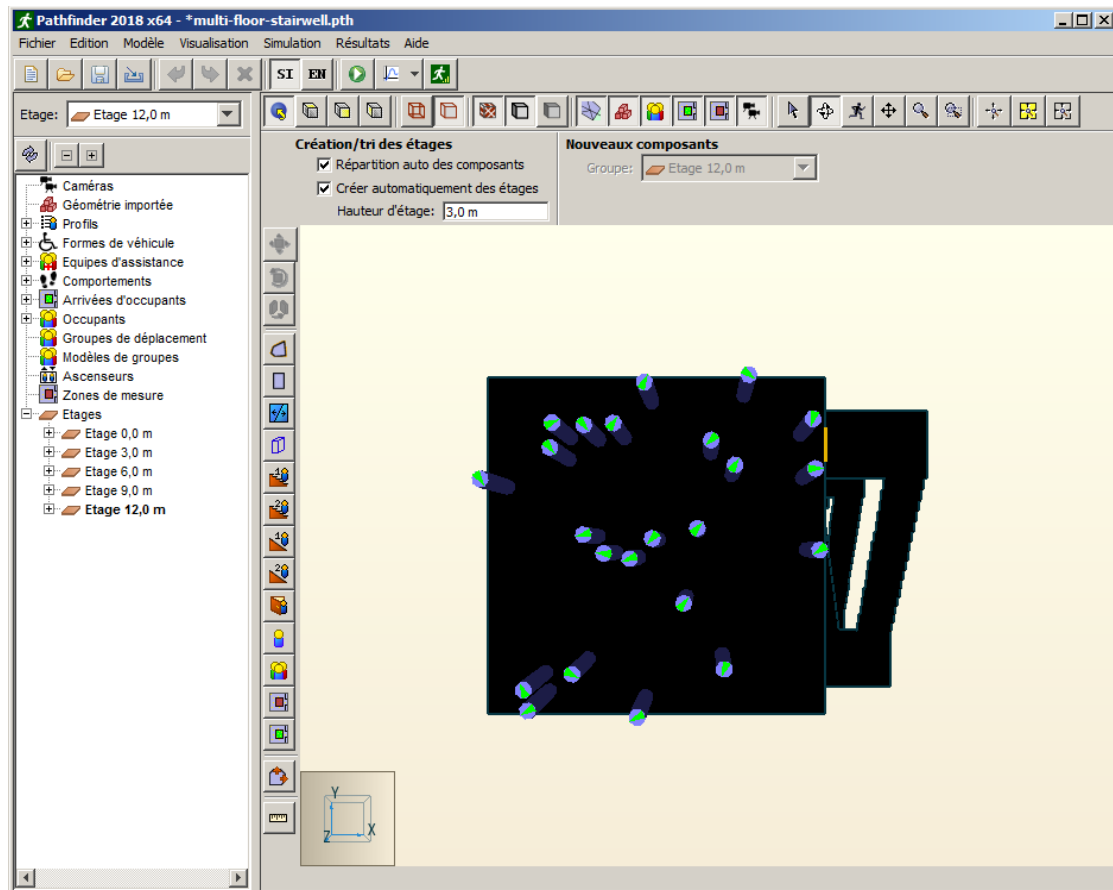 Pathfinder 2018 x64 - *multi-floor-stairwell.pth
Fichier Edition Modèle Visualisation Simulation Résultats Aide
SI EN
Etage: Etage 12,0 m
Création/tri des étages
Répartition auto des composants
Créer automatiquement des étages
Hauteur d'étage: 3,0 m
Nouveaux composants
Groupe: Etage 12,0 m
Caméras
Géométrie importée
Profils
Formes de véhicule
Equipes d'assistance
Comportements
Arrivées d'occupants
Occupants
Groupes de déplacement
Modèles de groupes
Ascenseurs
Zones de mesure
Etages
Etage 0,0 m
Etage 3,0 m
Etage 6,0 m
Etage 9,0 m
Etage 12,0 m
1
2
1
2
Y
Z X